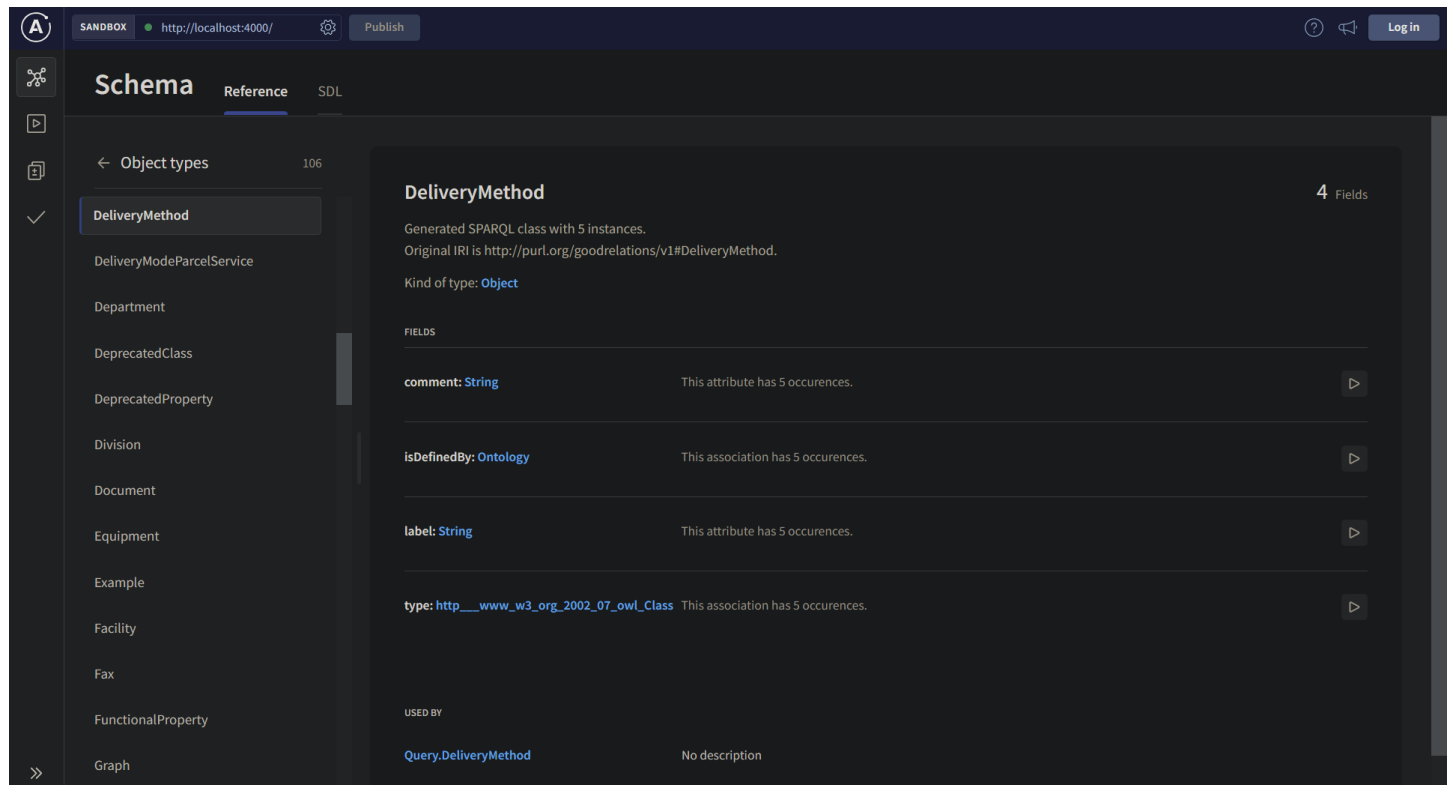 SANDBOX http://localhost:4000/ Publish Log in
Schema Reference SDL
Object types 106
DeliveryMethod
DeliveryModeParcelService
Department
DeprecatedClass
DeprecatedProperty
Division
Document
Equipment
Example
Facility
Fax
FunctionalProperty
Graph
DeliveryMethod 4 Fields
Generated SPARQL class with 5 instances.
Original IRI is http://purl.org/goodrelations/v1#DeliveryMethod.
Kind of type: Object
FIELDS
comment: String This attribute has 5 occurences.
isDefinedBy: Ontology This association has 5 occurences.
label: String This attribute has 5 occurences.
type: http___www_w3_org_2002_07_owl_Class This association has 5 occurences.
USED BY
Query.DeliveryMethod No description